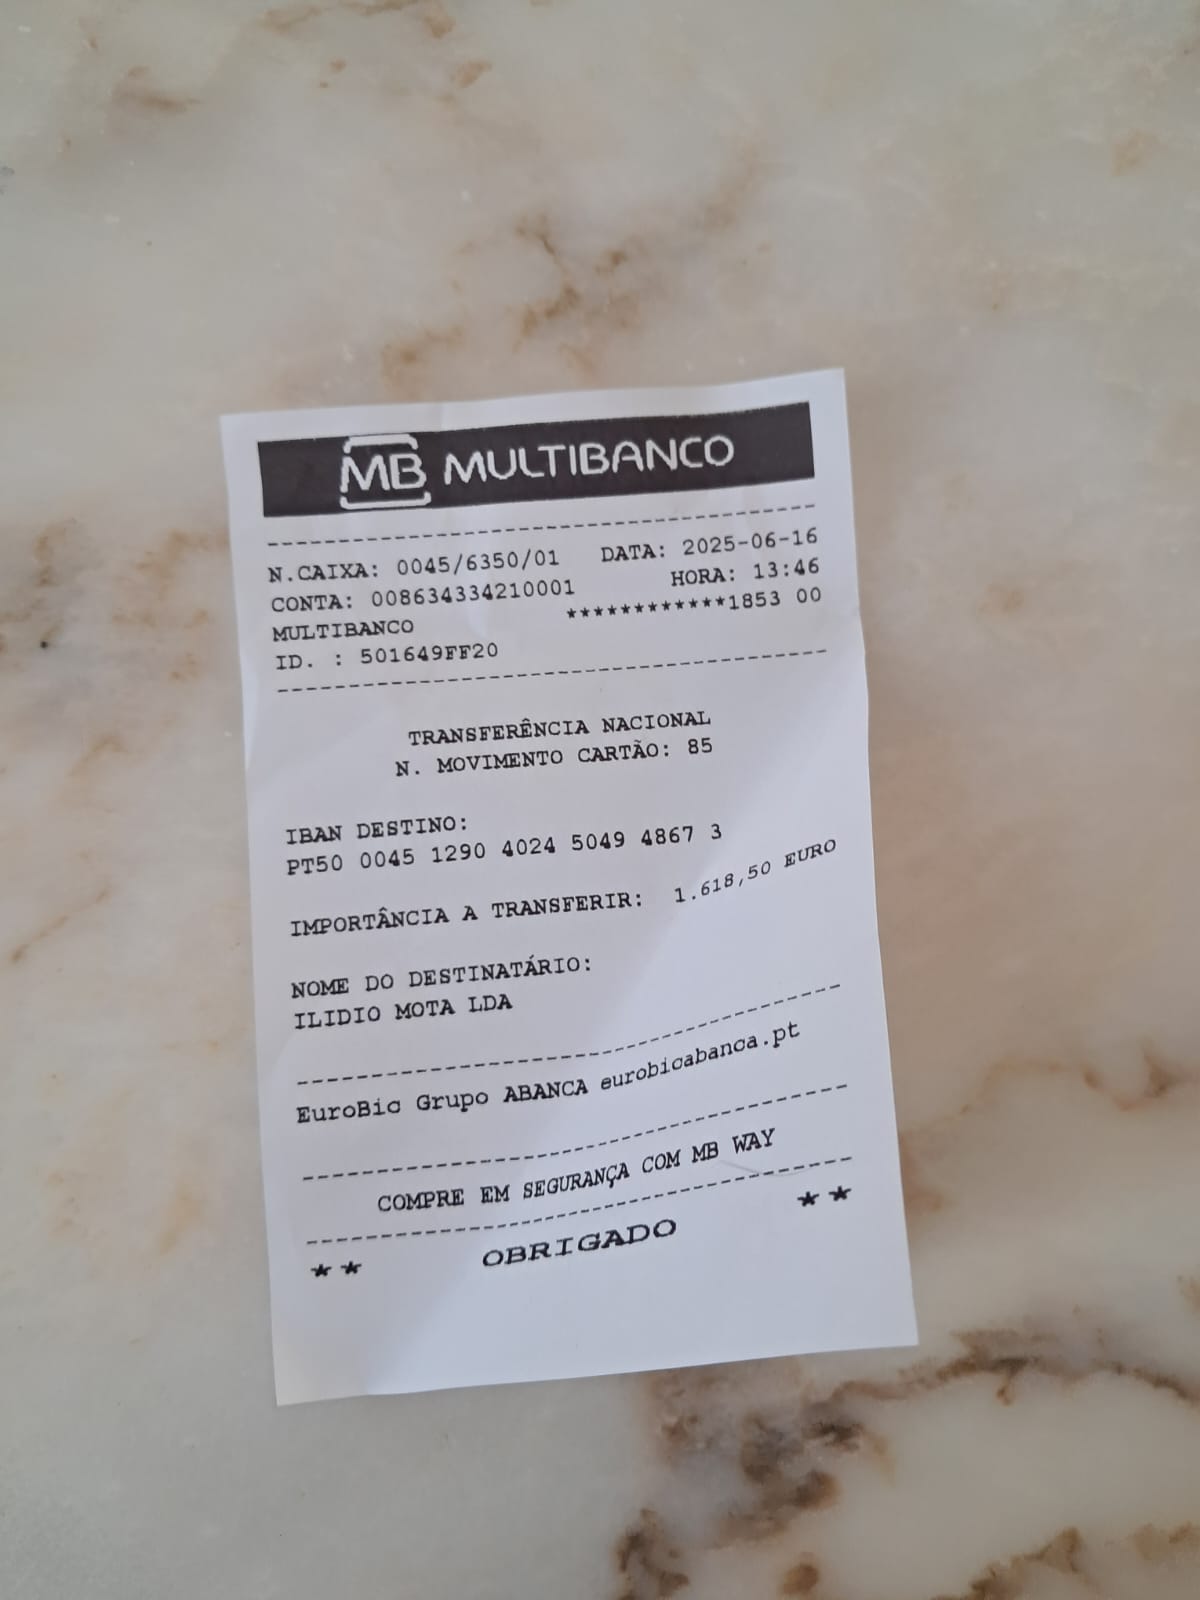 MB MULTIBANCO
N.CAIXA: 0045/6350/01 DATA: 2025-06-16
CONTA: 008634334210001 HORA: 13:46
MULTIBANCO ************1853 00
ID. : 501649FF20
TRANSFERÊNCIA NACIONAL
N. MOVIMENTO CARTÃO: 85
IBAN DESTINO:
PT50 0045 1290 4024 5049 4867 3
IMPORTÂNCIA A TRANSFERIR: 1.618,50 EURO
NOME DO DESTINATÁRIO:
ILIDIO MOTA LDA
EuroBic Grupo ABANCA eurobicabanca.pt
COMPRE EM SEGURANÇA COM MB WAY
** OBRIGADO **